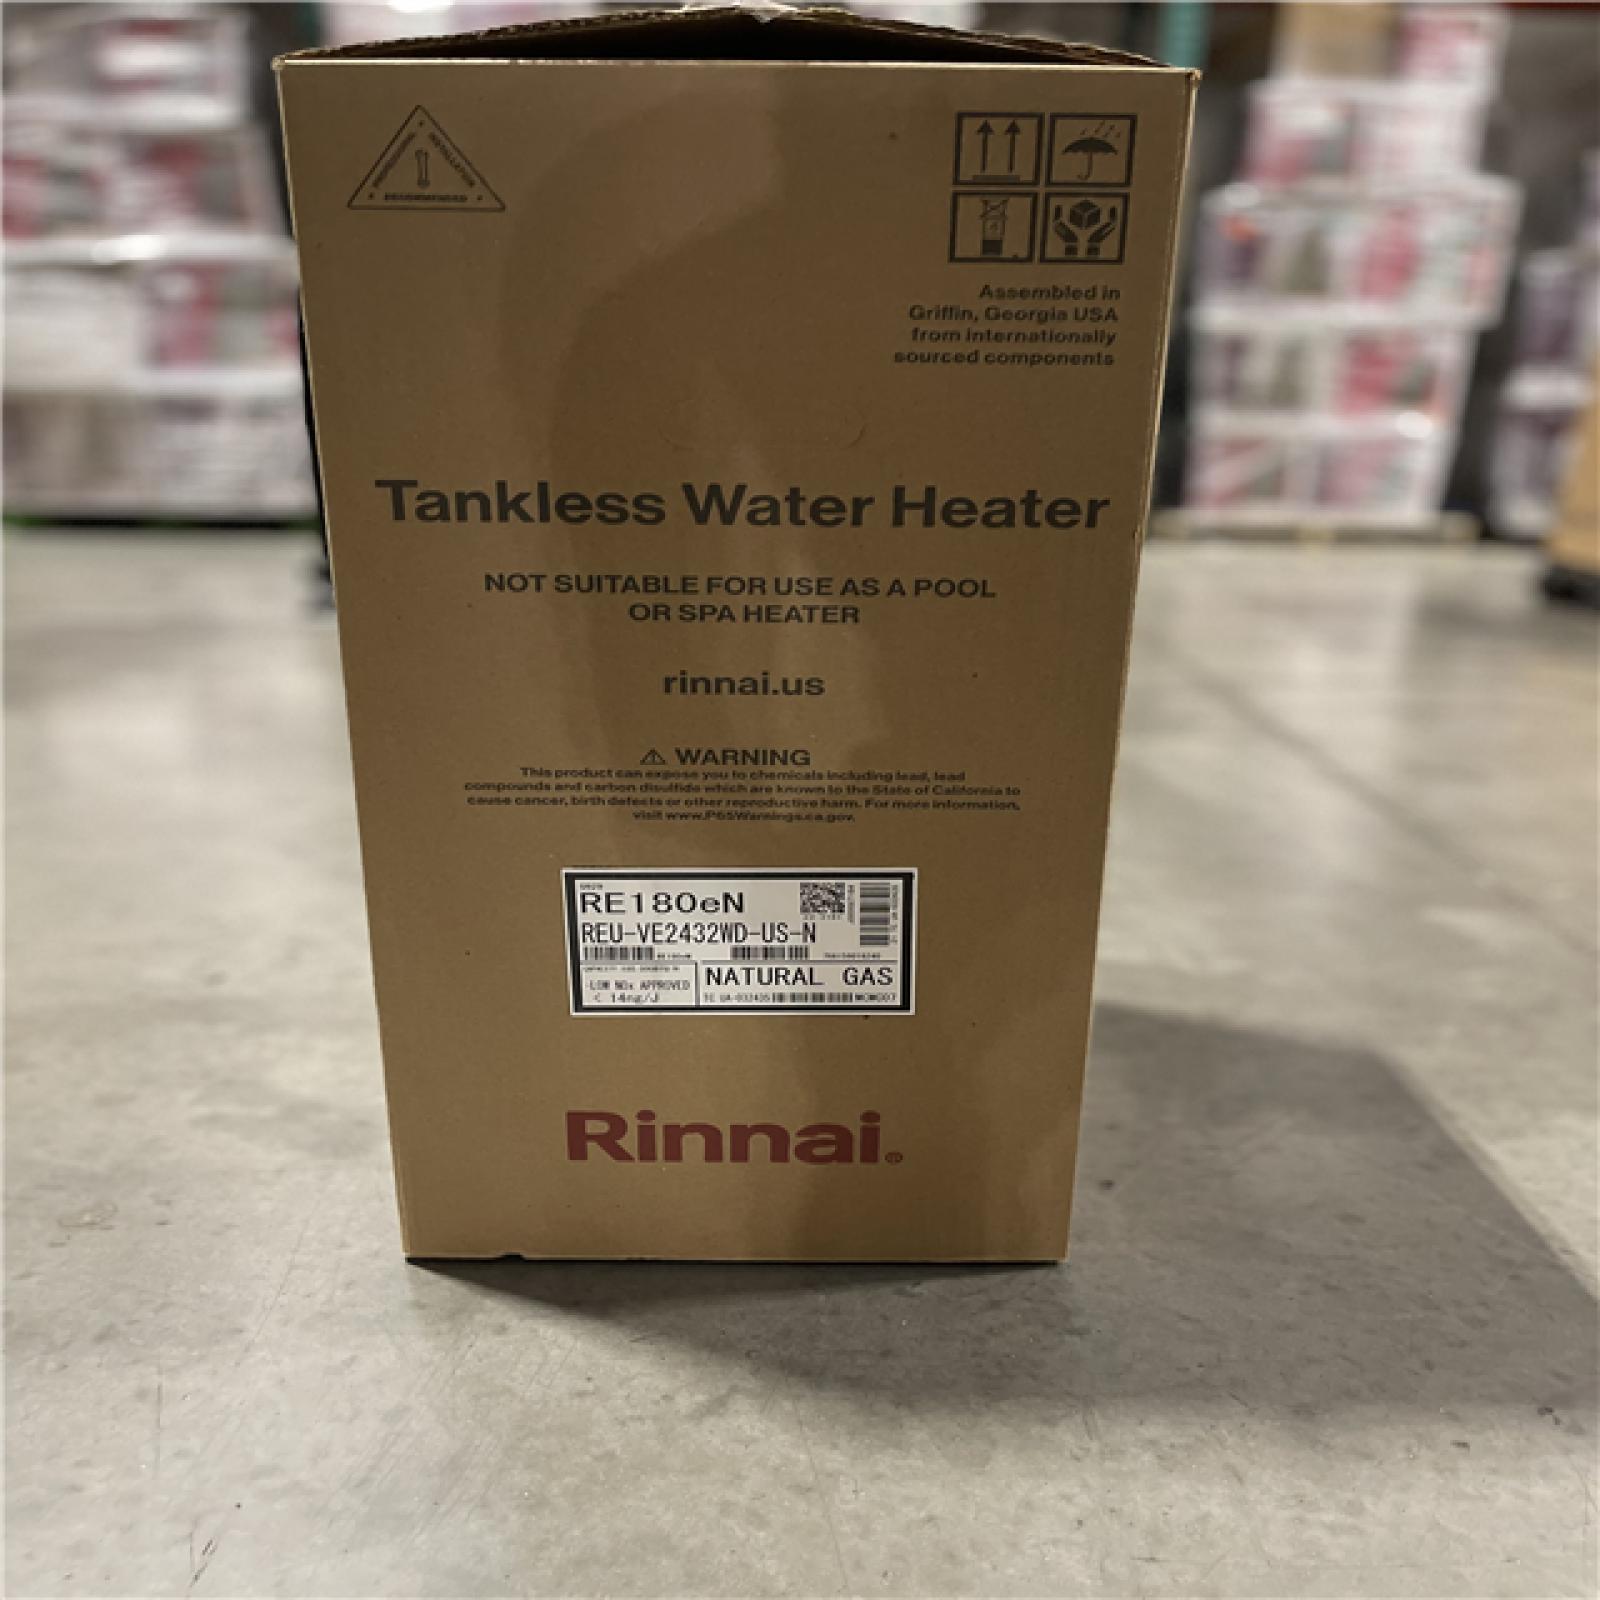 PROFESSIONAL INSTALLATION
RECOMMENDED
Assembled in
Griffin, Georgia USA
from internationally
sourced components
Tankless Water Heater
NOT SUITABLE FOR USE AS A POOL
OR SPA HEATER
rinnai.us
WARNING
This product can expose you to chemicals including lead, lead
compounds and carbon disulfide which are known to the State of California to
cause cancer, birth defects or other reproductive harm. For more information,
visit www.P65Warnings.ca.gov.
RE180eN
REU-VE2432WD-US-N
NATURAL GAS
-LOW NOx APPROVED
< 14ng/J
Rinnai®